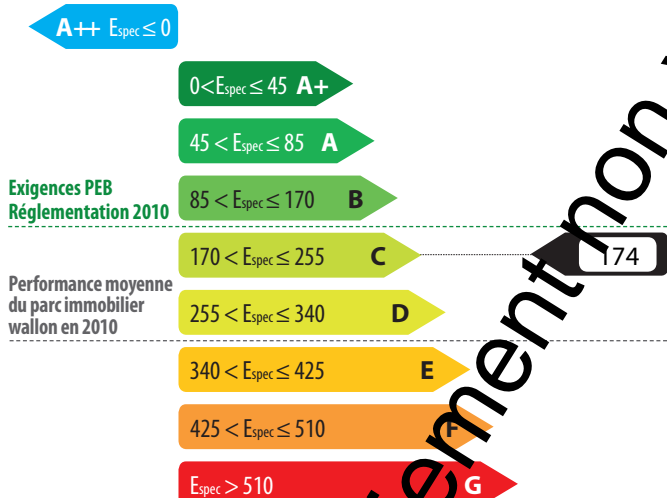 A++ Espec ≤ 0
0<Espec ≤ 45 A+
45 < Espec ≤ 85 A
Exigences PEB
Réglementation 2010
85 < Espec ≤ 170 B
170 < Espec ≤ 255 C
174
Performance moyenne
du parc immobilier
wallon en 2010
255 < Espec ≤ 340 D
340 < Espec ≤ 425 E
425 < Espec ≤ 510 F
Espec > 510 G
ement non